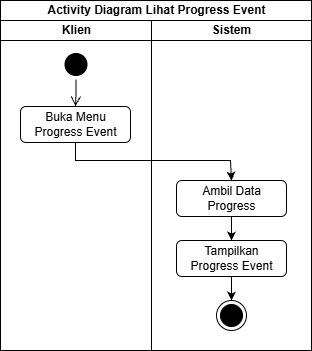 Activity Diagram Lihat Progress Event
Klien
Sistem
Buka Menu
Progress Event
Ambil Data
Progress
Tampilkan
Progress Event